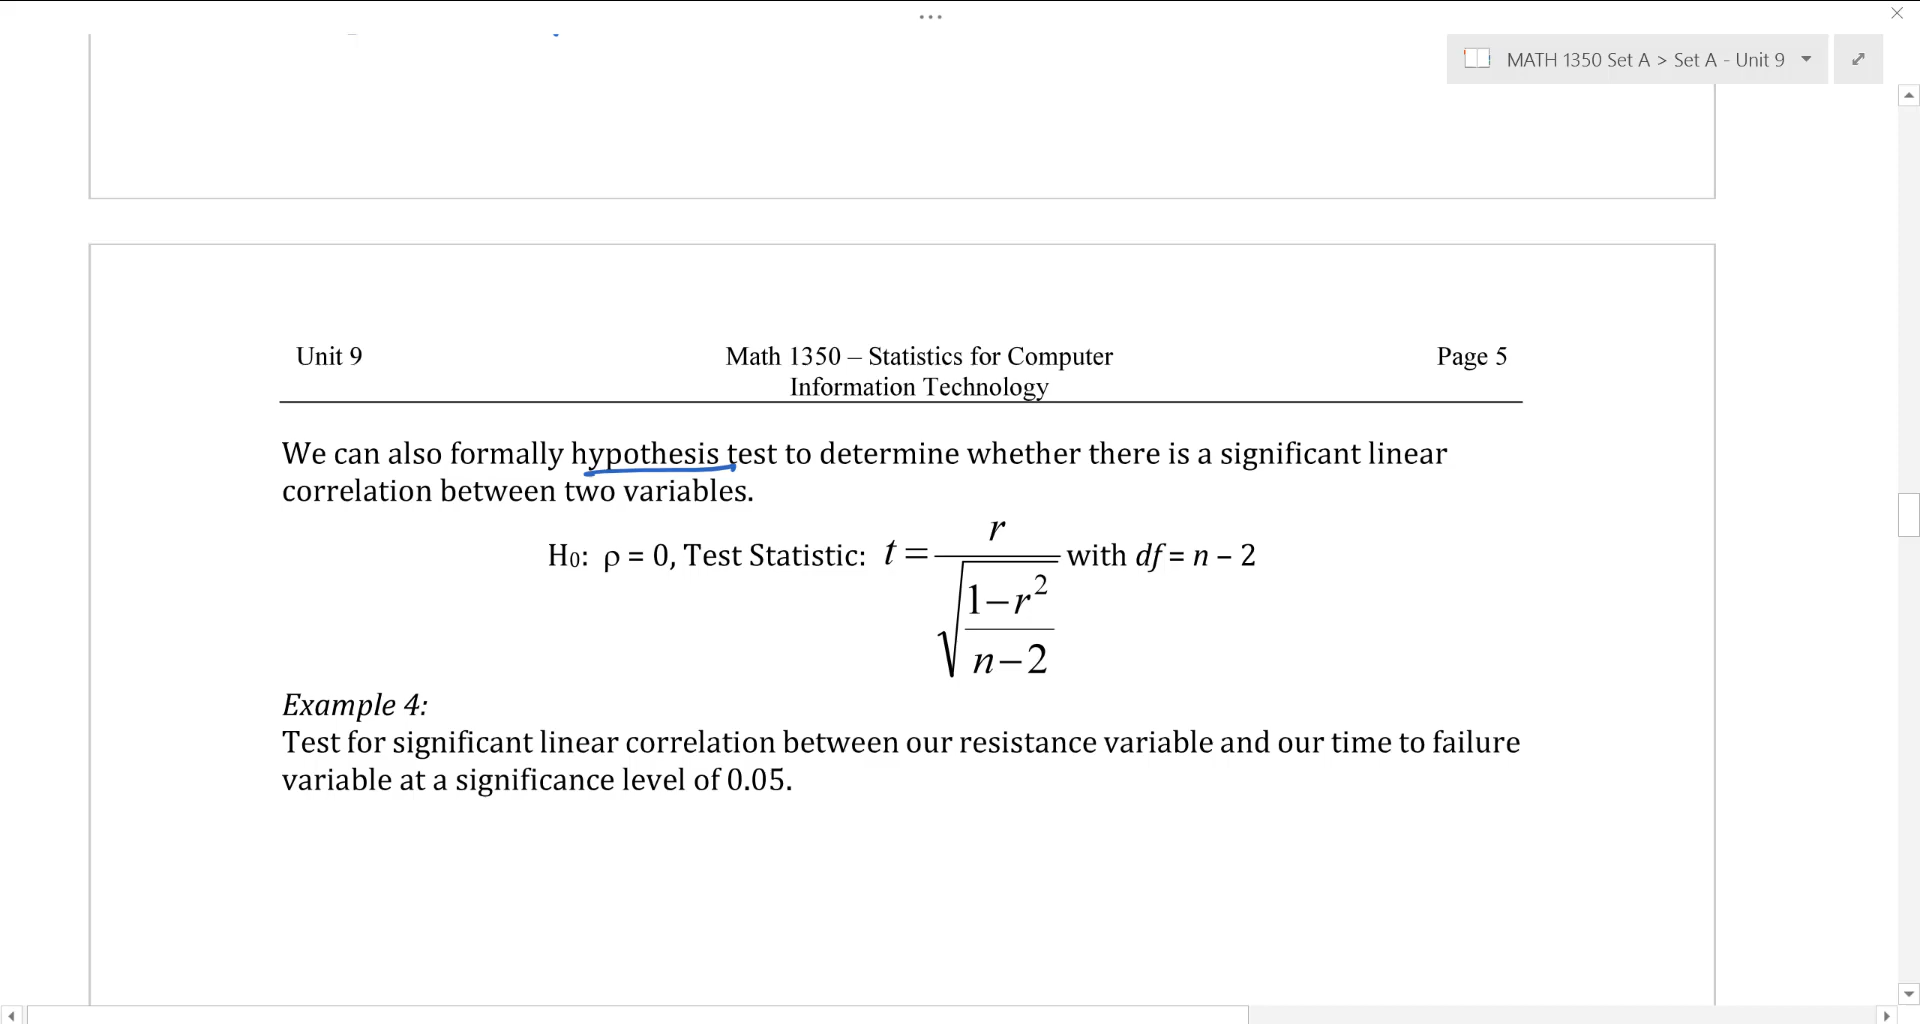 MATH 1350 Set A > Set A - Unit 9
Unit 9
Math 1350 – Statistics for Computer
Page 5
Information Technology
We can also formally hypothesis test to determine whether there is a significant linear
correlation between two variables.
H₀: ρ = 0, Test Statistic: t = r / √((1−r²)/(n−2)) with df = n – 2
Example 4:
Test for significant linear correlation between our resistance variable and our time to failure
variable at a significance level of 0.05.